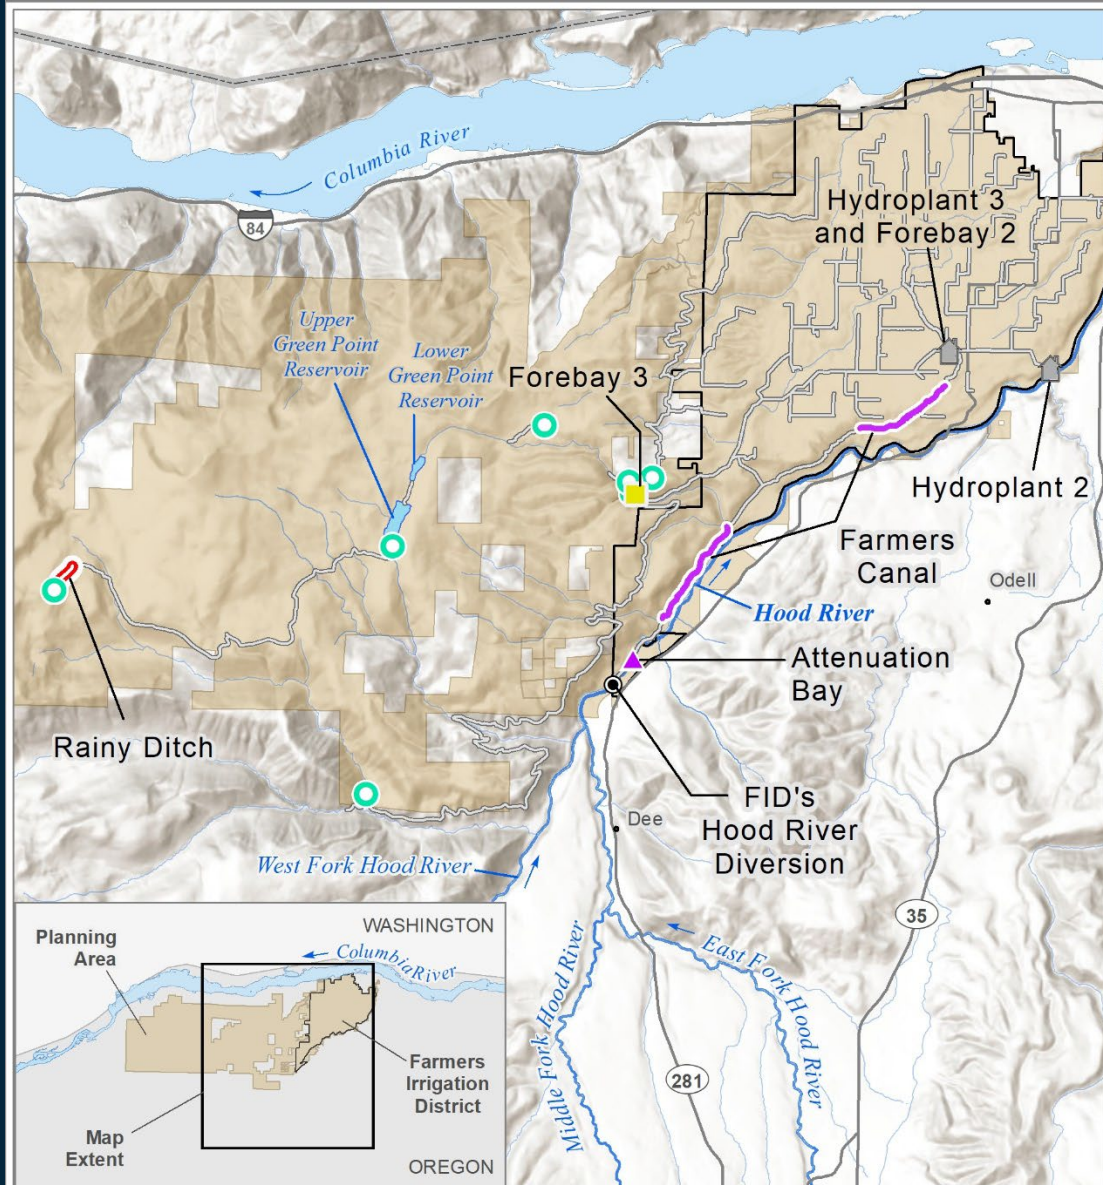 Columbia River
84
Hydroplant 3
and Forebay 2
Upper
Green Point
Reservoir
Lower
Green Point
Reservoir
Forebay 3
Hydroplant 2
Farmers
Canal
Odell
Hood River
Attenuation
Bay
Rainy Ditch
FID's
Hood River
Diversion
Dee
West Fork Hood River
35
East Fork Hood River
Middle Fork Hood River
281
WASHINGTON
Planning
Area
Columbia River
Farmers
Irrigation
District
Map
Extent
OREGON